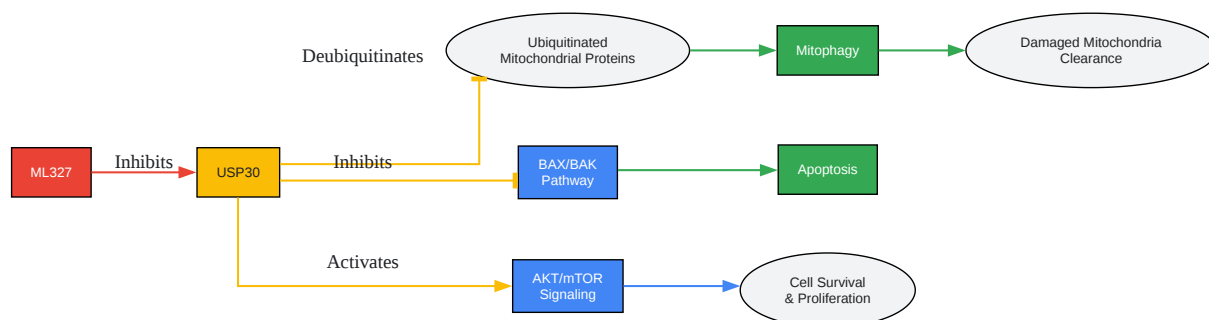 Deubiquitinates
Ubiquitinated
Mitochondrial Proteins
Mitophagy
Damaged Mitochondria
Clearance
ML327
Inhibits
USP30
Inhibits
BAX/BAK
Pathway
Apoptosis
Activates
AKT/mTOR
Signaling
Cell Survival
& Proliferation